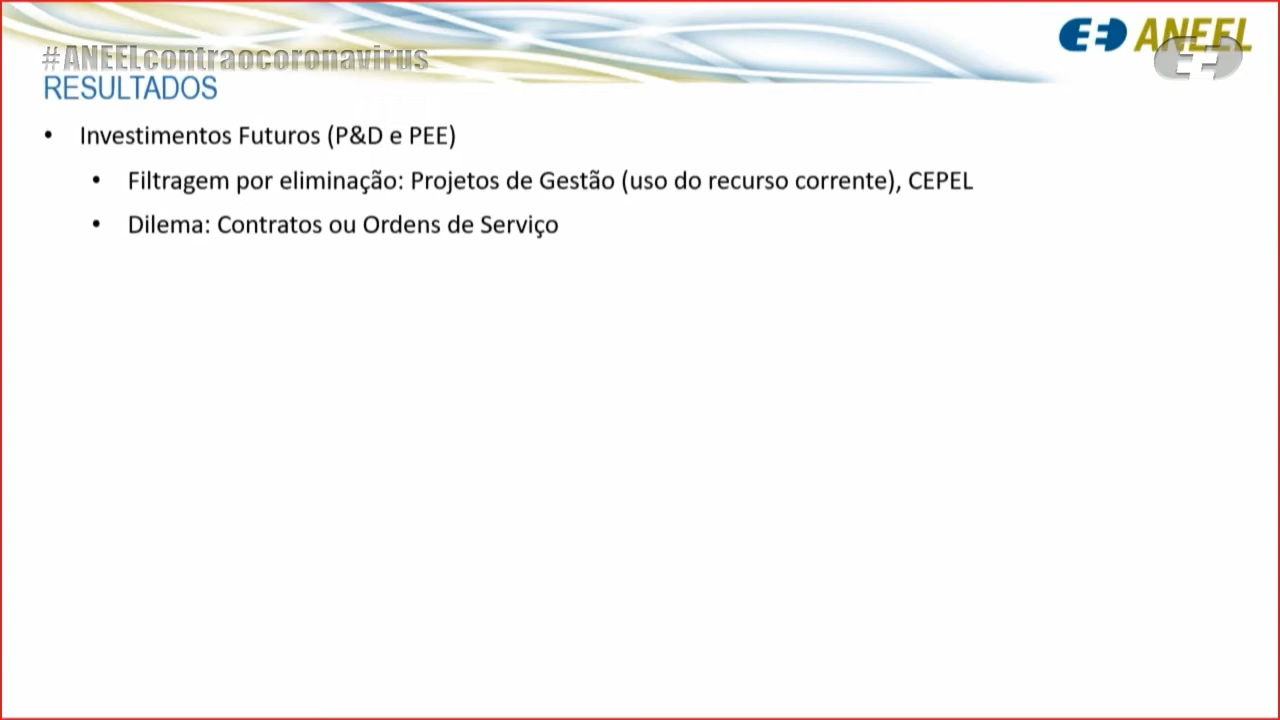 ANEEL
#ANEELcontraocoronavirus
RESULTADOS
• Investimentos Futuros (P&D e PEE)
• Filtragem por eliminação: Projetos de Gestão (uso do recurso corrente), CEPEL
• Dilema: Contratos ou Ordens de Serviço